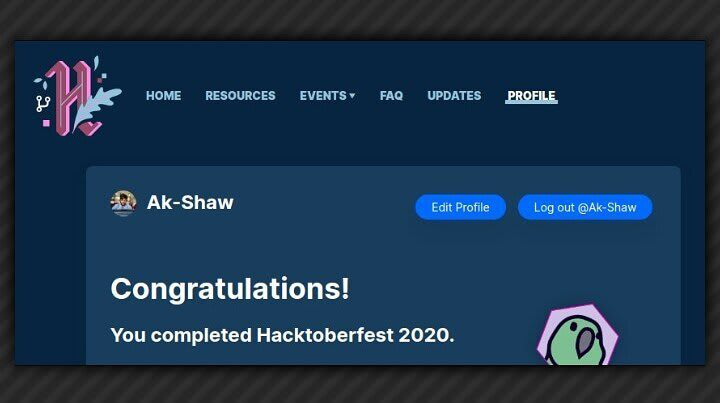 HOME RESOURCES EVENTS FAQ UPDATES PROFILE
Ak-Shaw Edit Profile Log out @Ak-Shaw
Congratulations!
You completed Hacktoberfest 2020.